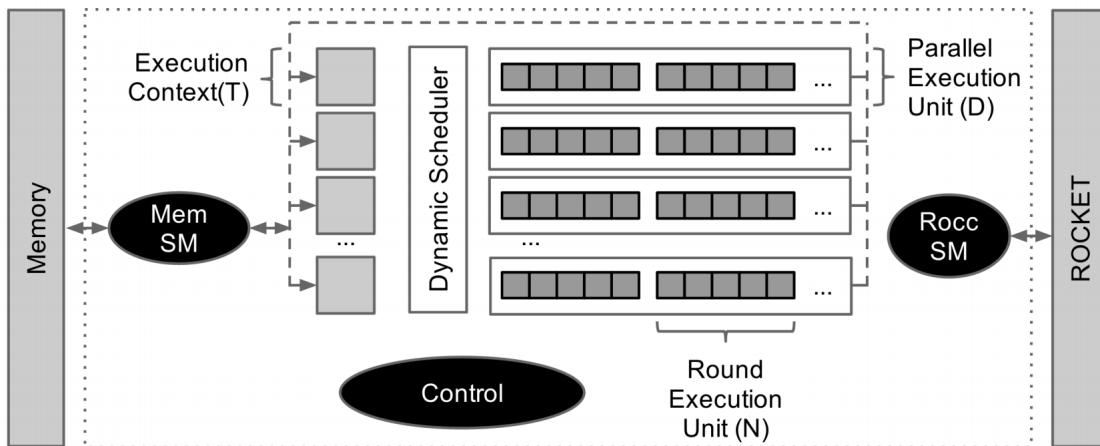 Memory
Mem
SM
Execution
Context(T)
...
Dynamic Scheduler
...
...
...
...
...
Parallel
Execution
Unit (D)
Rocc
SM
ROCKET
Control
Round
Execution
Unit (N)